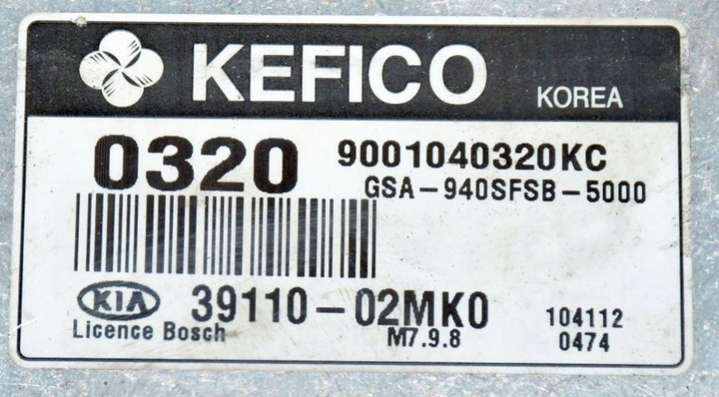 KEFICO KOREA
0320 9001040320KC
GSA-940SFSB-5000
KIA 39110-02MK0 104112
Licence Bosch M7.9.8 0474